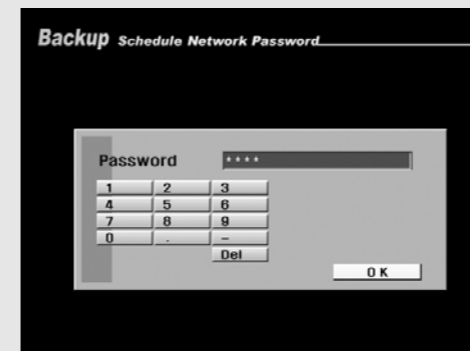 Backup Schedule Network Password
Password ****
1 2 3
4 5 6
7 8 9
0 . –
Del
OK